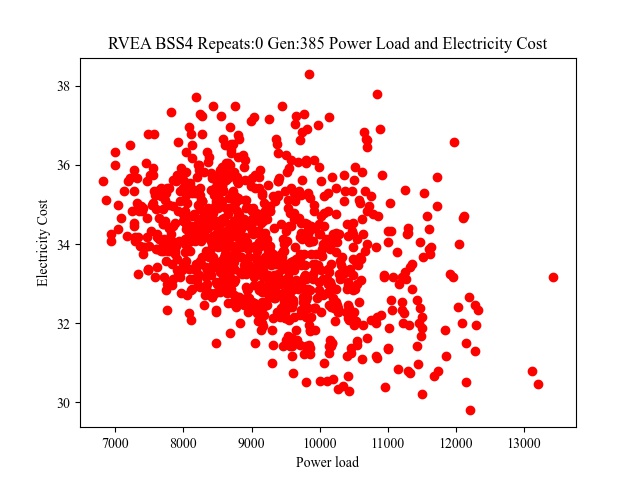 RVEA BSS4 Repeats:0 Gen:385 Power Load and Electricity Cost
38
36
34
32
30
Electricity Cost
7000 8000 9000 10000 11000 12000 13000
Power load